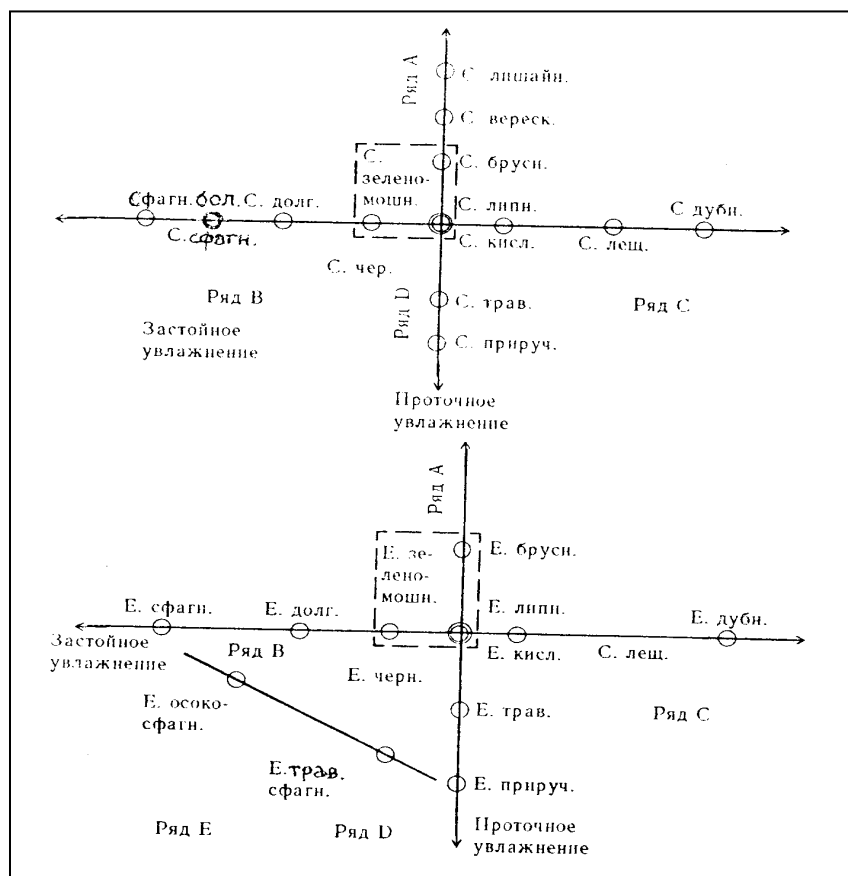 Ряд А
С. лишайн.
С. вереск.
С. брусн.
С.
зелено-
мошн.
Сфагн. бол.
С. долг.
С. липн.
С дубн.
С. сфагн.
С. кисл.
С. лещ.
С. чер.
Ряд В
Ряд D
С. трав.
Ряд С
Застойное
увлажнение
С. прируч.
Проточное
увлажнение
Ряд А
Е. зе-
лено-
мошн.
Е. брусн.
Е. сфагн.
Е. долг.
Е. липн.
Е. дубн.
Застойное
увлажнение
Ряд В
Е. черн.
Е. кисл.
С. лещ.
Е. осоко-
сфагн.
Е. трав.
Ряд С
Е.трав.
сфагн.
Е. прируч.
Ряд Е
Ряд D
Проточное
увлажнение